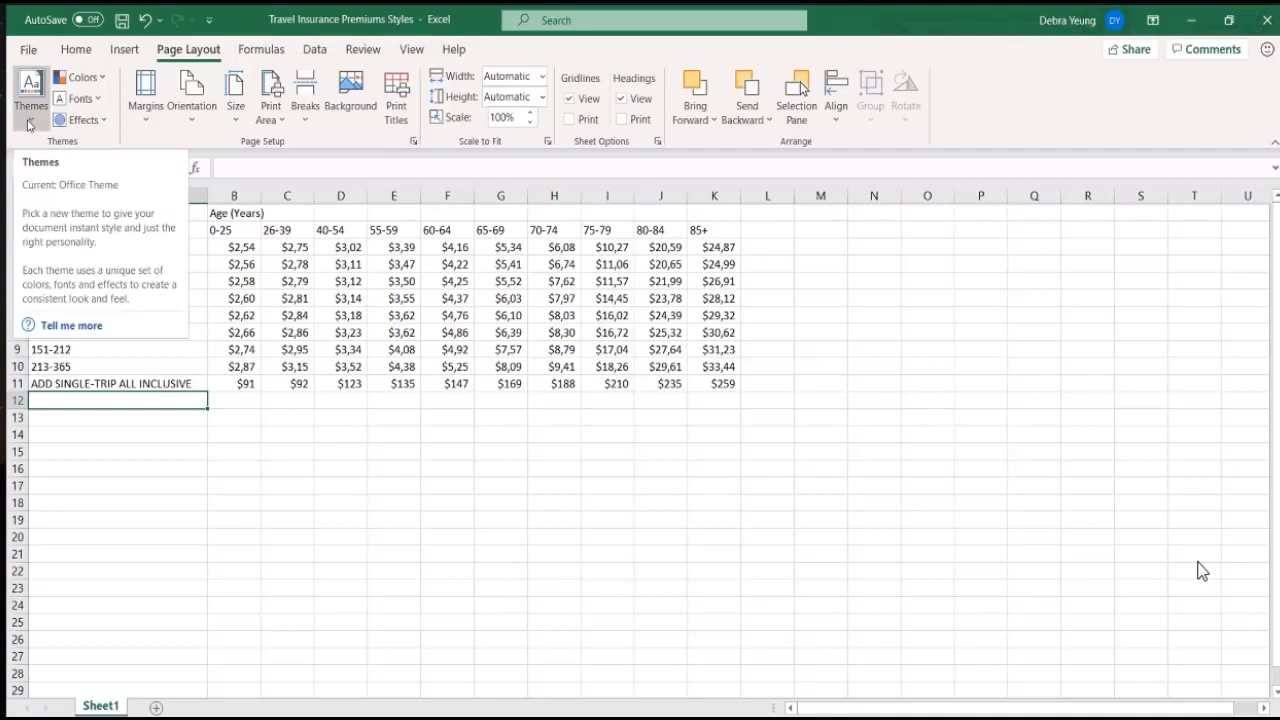 AutoSave Off Travel Insurance Premiums Styles - Excel Search Debra Yeung DY
File Home Insert Page Layout Formulas Data Review View Help Share Comments
Themes Colors Fonts Effects
Margins Orientation Size Print Area Breaks Background Print Titles
Width: Automatic
Height: Automatic
Scale: 100%
Gridlines Headings
View View
Print Print
Bring Forward Send Backward Selection Pane Align Group Rotate
Themes Page Setup Scale to Fit Sheet Options Arrange
Themes
Current: Office Theme
Pick a new theme to give your
document instant style and just the
right personality.
Each theme uses a unique set of
colors, fonts and effects to create a
consistent look and feel.
Tell me more
fx
B C D E F G H I J K L M N O P Q R S T U
Age (Years)
0-25 26-39 40-54 55-59 60-64 65-69 70-74 75-79 80-84 85+
$2,54 $2,75 $3,02 $3,39 $4,16 $5,34 $6,08 $10,27 $20,59 $24,87
$2,56 $2,78 $3,11 $3,47 $4,22 $5,41 $6,74 $11,06 $20,65 $24,99
$2,58 $2,79 $3,12 $3,50 $4,25 $5,52 $7,62 $11,57 $21,99 $26,91
$2,60 $2,81 $3,14 $3,55 $4,37 $6,03 $7,97 $14,45 $23,78 $28,12
$2,62 $2,84 $3,18 $3,62 $4,76 $6,10 $8,03 $16,02 $24,39 $29,32
$2,66 $2,86 $3,23 $3,62 $4,86 $6,39 $8,30 $16,72 $25,32 $30,62
9 151-212 $2,74 $2,95 $3,34 $4,08 $4,92 $7,57 $8,79 $17,04 $27,64 $31,23
10 213-365 $2,87 $3,15 $3,52 $4,38 $5,25 $8,09 $9,41 $18,26 $29,61 $33,44
11 ADD SINGLE-TRIP ALL INCLUSIVE $91 $92 $123 $135 $147 $169 $188 $210 $235 $259
12
13
14
15
16
17
18
19
20
21
22
23
24
25
26
27
28
29
Sheet1